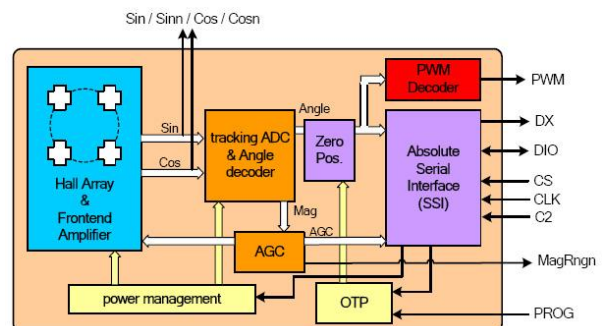 Sin / Sinn / Cos / Cosn
PWM
Decoder
PWM
Angle
Sin
tracking ADC
& Angle
decoder
Zero
Pos.
Absolute
Serial
Interface
(SSI)
DX
DIO
CS
CLK
C2
Cos
Hall Array
&
Frontend
Amplifier
Mag
AGC
AGC
MagRngn
power management
OTP
PROG